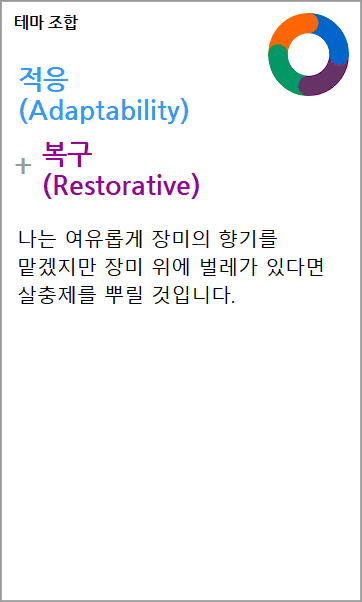 테마 조합
적응
(Adaptability)
+ 복구
(Restorative)
나는 여유롭게 장미의 향기를
맡겠지만 장미 위에 벌레가 있다면
살충제를 뿌릴 것입니다.